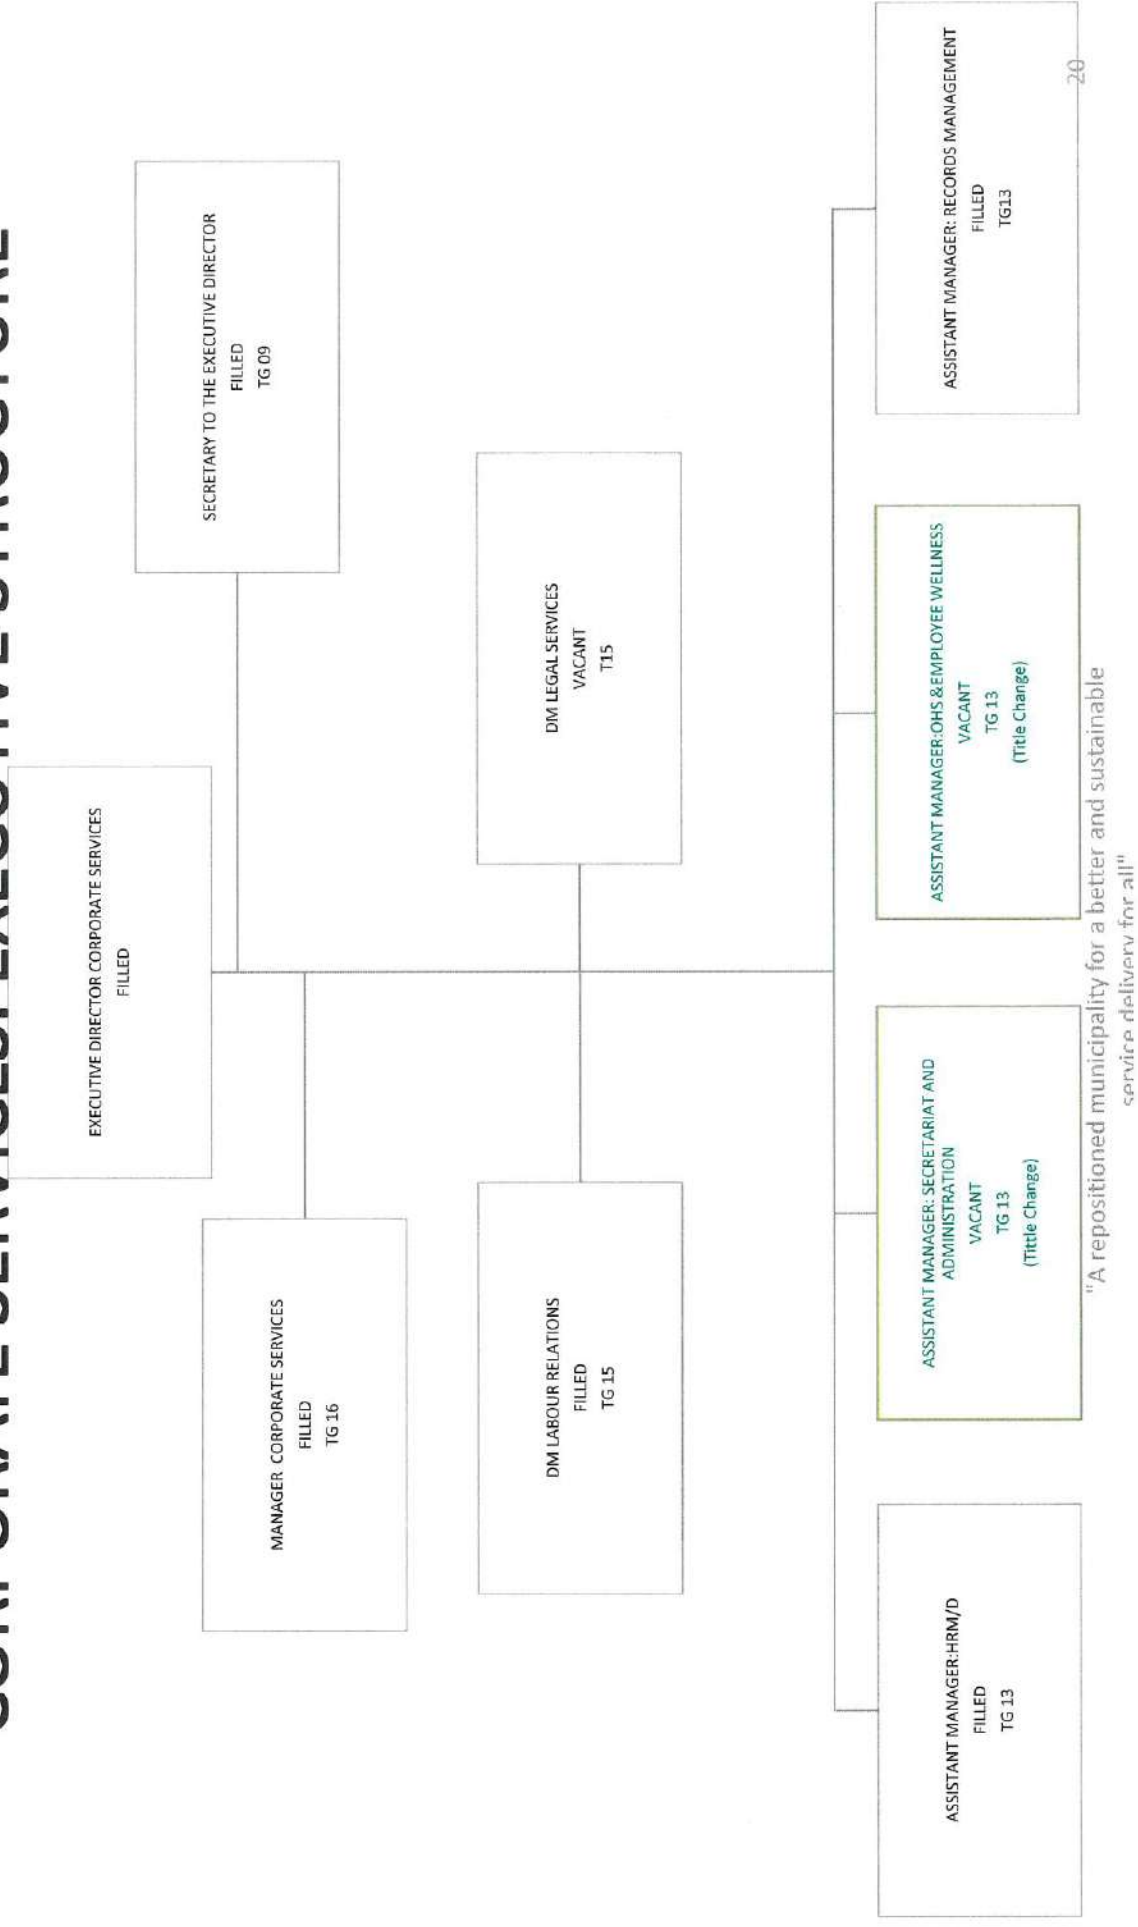 CORPORATE SERVICES: EXECUTIVE STRUCTURE
EXECUTIVE DIRECTOR CORPORATE SERVICES
FILLED
SECRETARY TO THE EXECUTIVE DIRECTOR
FILLED
TG 09
MANAGER CORPORATE SERVICES
FILLED
TG 16
DM LABOUR RELATIONS
FILLED
TG 15
DM LEGAL SERVICES
VACANT
T15
ASSISTANT MANAGER:HRM/D
FILLED
TG 13
ASSISTANT MANAGER: SECRETARIAT AND
ADMINISTRATION
VACANT
TG 13
(Tittle Change)
ASSISTANT MANAGER:OHS &EMPLOYEE WELLNESS
VACANT
TG 13
(Title Change)
ASSISTANT MANAGER: RECORDS MANAGEMENT
FILLED
TG13
"A repositioned municipality for a better and sustainable
service delivery for all"
20